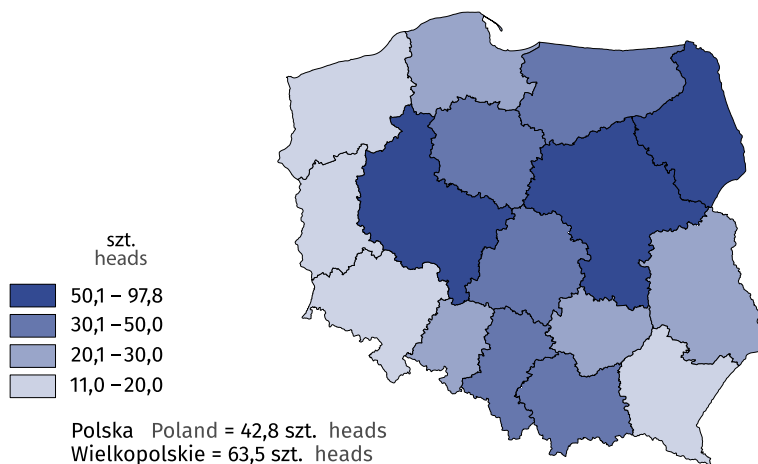 szt.
heads
50,1 – 97,8
30,1 – 50,0
20,1 – 30,0
11,0 –20,0
Polska Poland = 42,8 szt. heads
Wielkopolskie = 63,5 szt. heads